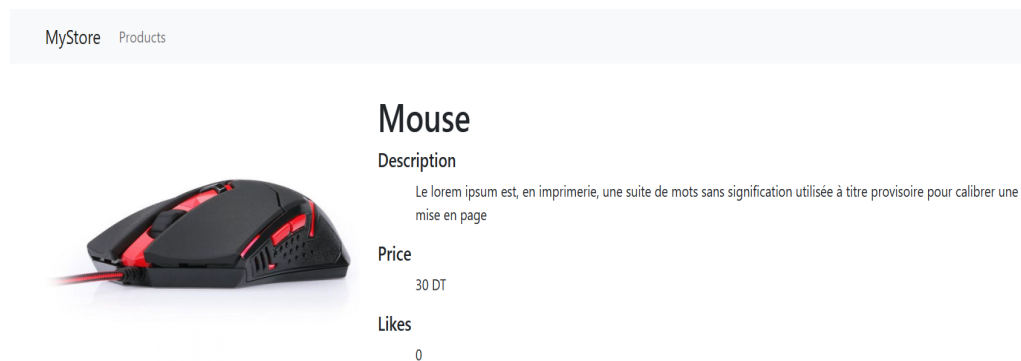 MyStore Products
Mouse
Description
Le lorem ipsum est, en imprimerie, une suite de mots sans signification utilisée à titre provisoire pour calibrer une
mise en page
Price
30 DT
Likes
0